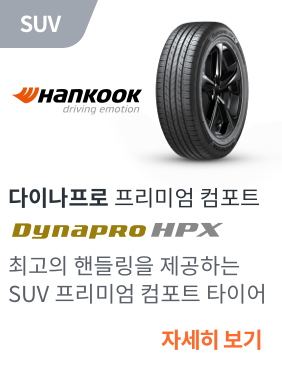 SUV
HANKOOK
driving emotion
다이나프로 프리미엄 컴포트
DYNAPRO HPX
최고의 핸들링을 제공하는
SUV 프리미엄 컴포트 타이어
자세히 보기